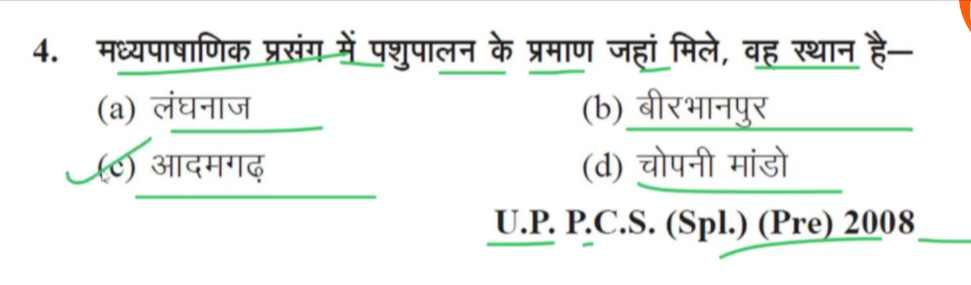 4. मध्यपाषाणिक प्रसंग में पशुपालन के प्रमाण जहां मिले, वह स्थान है—
(a) लंघनाज (b) बीरभानपुर
(c) आदमगढ़ (d) चोपनी मांडो
U.P. P.C.S. (Spl.) (Pre) 2008